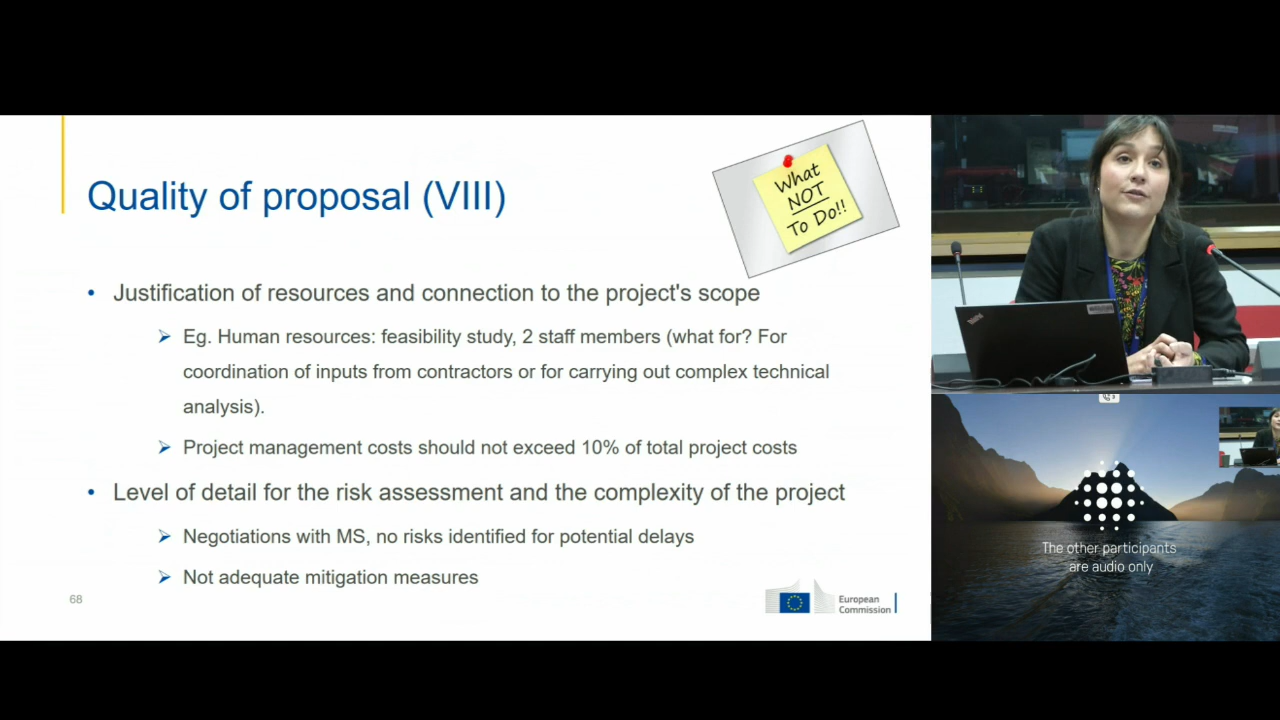 Quality of proposal (VIII)
What
NOT
To Do!!
• Justification of resources and connection to the project's scope
➢ Eg. Human resources: feasibility study, 2 staff members (what for? For
coordination of inputs from contractors or for carrying out complex technical
analysis).
➢ Project management costs should not exceed 10% of total project costs
• Level of detail for the risk assessment and the complexity of the project
➢ Negotiations with MS, no risks identified for potential delays
➢ Not adequate mitigation measures
68
European
Commission
ThinkPad
The other participants
are audio only